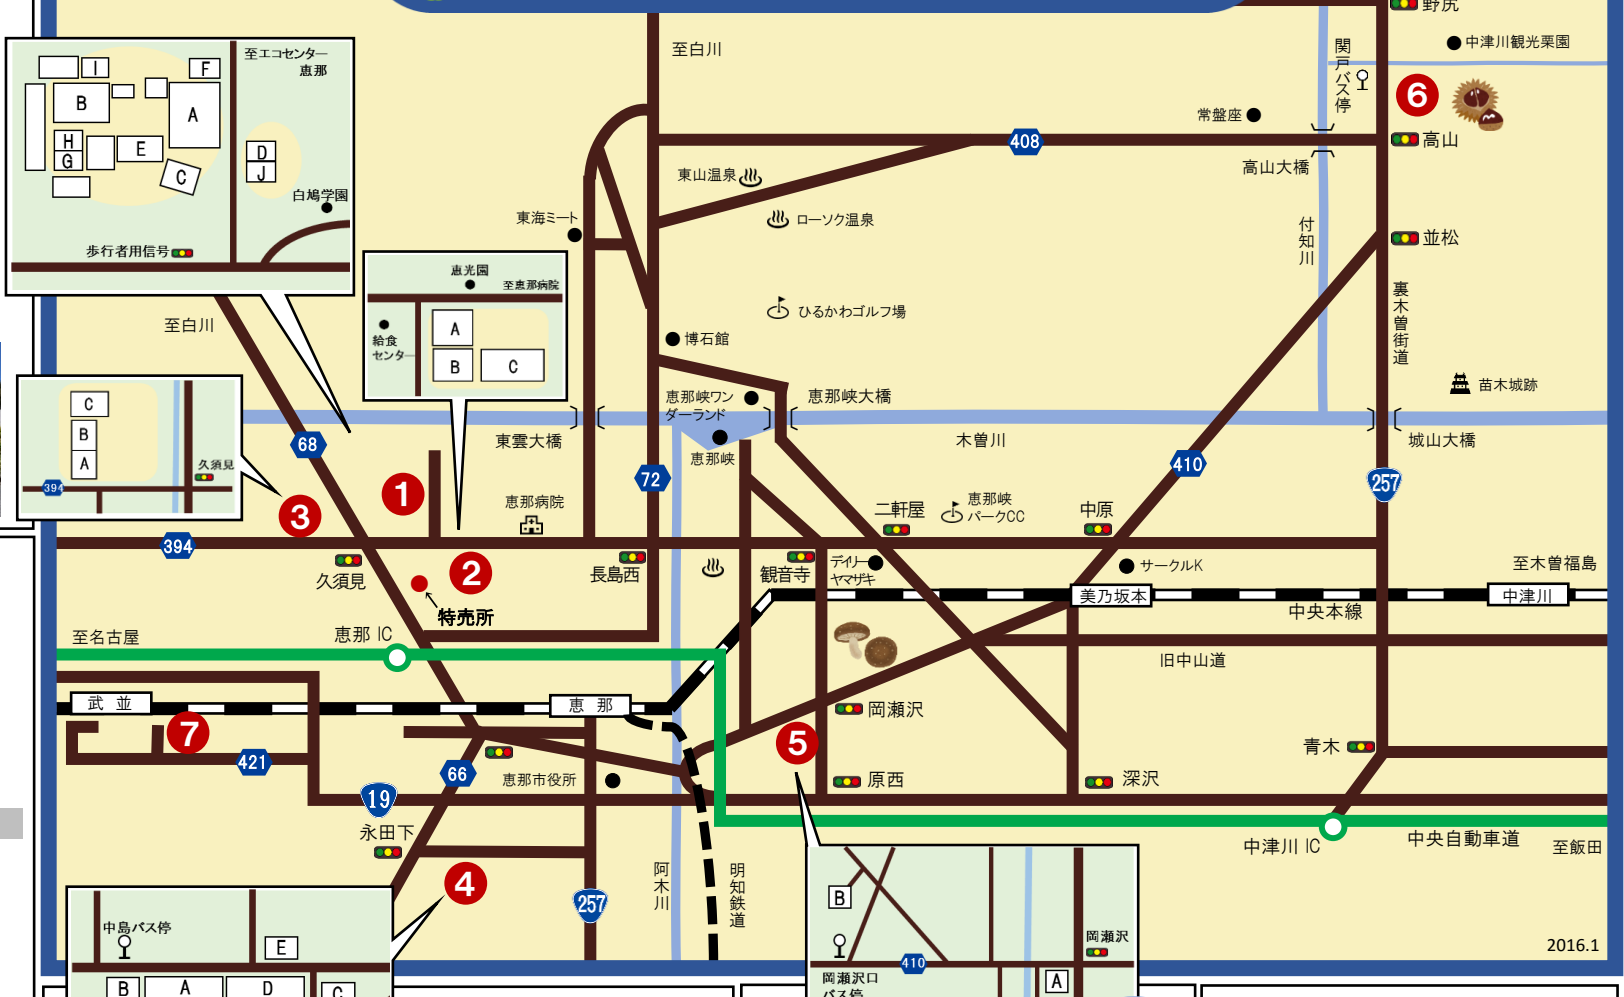 野尻
中津川観光栗園
関戸バス停
6
常盤座
高山
高山大橋
408
至白川
東山温泉
ローソク温泉
東海ミート
付知川
並松
裏木曽街道
至エコセンター
恵那
I
F
B
A
H
G
E
C
D
J
白鳩学園
歩行者用信号
至白川
恵光園
至恵那病院
給食
センター
A
B
C
ひるかわゴルフ場
博石館
恵那峡ワン
ダーランド
恵那峡大橋
恵那峡
苗木城跡
C
B
A
久須見
394
68
東雲大橋
木曽川
城山大橋
410
257
72
1
3
恵那病院
二軒屋
恵那峡
パークCC
中原
394
久須見
2
長島西
観音寺
デイリー
ヤマザキ
サークルK
至木曽福島
特売所
美乃坂本
中津川
中央本線
至名古屋
恵那 IC
旧中山道
武 並
恵 那
7
421
岡瀬沢
5
青木
66
恵那市役所
原西
深沢
19
永田下
中津川 IC
中央自動車道
至飯田
4
阿木川
明知鉄道
257
中島バス停
E
B
A
D
C
B
岡瀬沢
410
岡瀬沢口
バス停
A
2016.1